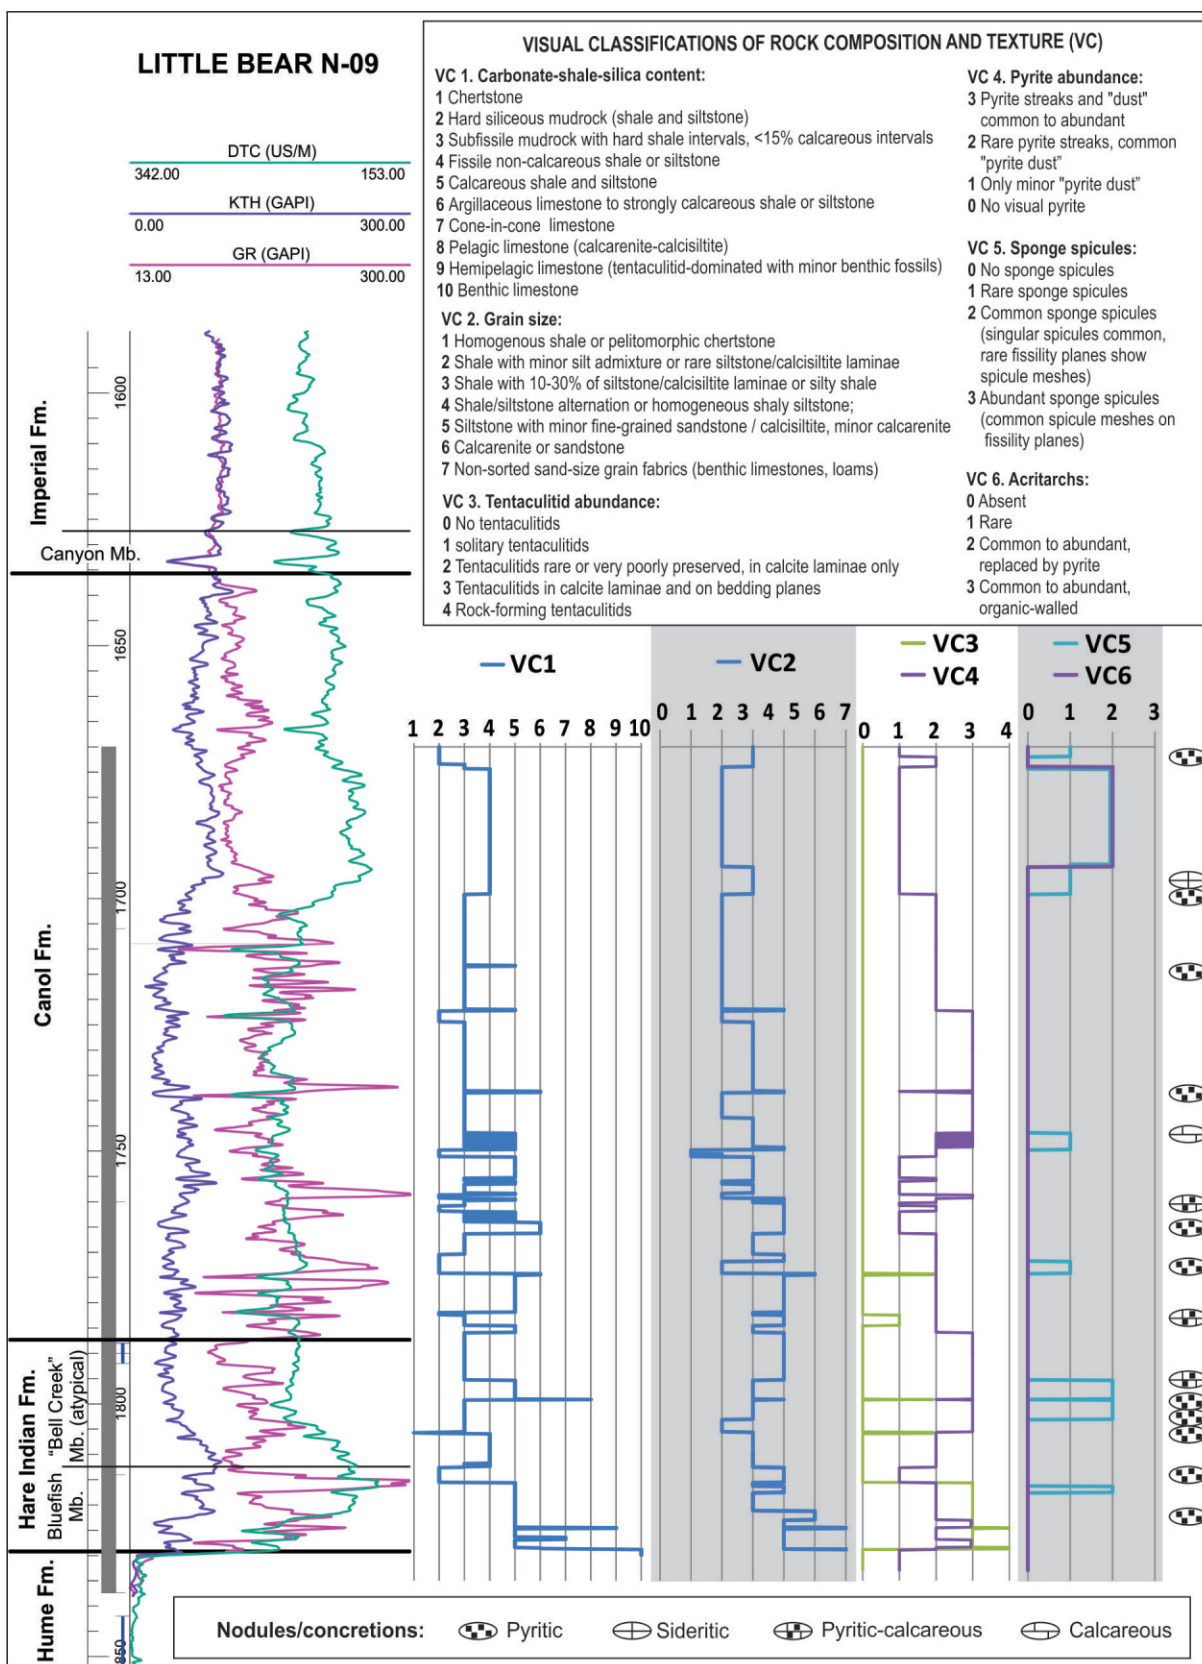 LITTLE BEAR N-09
DTC (US/M)
342.00 153.00
KTH (GAPI)
0.00 300.00
GR (GAPI)
13.00 300.00
VISUAL CLASSIFICATIONS OF ROCK COMPOSITION AND TEXTURE (VC)
VC 1. Carbonate-shale-silica content:
1 Chertstone
2 Hard siliceous mudrock (shale and siltstone)
3 Subfissile mudrock with hard shale intervals, <15% calcareous intervals
4 Fissile non-calcareous shale or siltstone
5 Calcareous shale and siltstone
6 Argillaceous limestone to strongly calcareous shale or siltstone
7 Cone-in-cone limestone
8 Pelagic limestone (calcarenite-calcisiltite)
9 Hemipelagic limestone (tentaculitid-dominated with minor benthic fossils)
10 Benthic limestone
VC 2. Grain size:
1 Homogenous shale or pelitomorphic chertstone
2 Shale with minor silt admixture or rare siltstone/calcisiltite laminae
3 Shale with 10-30% of siltstone/calcisiltite laminae or silty shale
4 Shale/siltstone alternation or homogeneous shaly siltstone;
5 Siltstone with minor fine-grained sandstone / calcisiltite, minor calcarenite
6 Calcarenite or sandstone
7 Non-sorted sand-size grain fabrics (benthic limestones, loams)
VC 3. Tentaculitid abundance:
0 No tentaculitids
1 solitary tentaculitids
2 Tentaculitids rare or very poorly preserved, in calcite laminae only
3 Tentaculitids in calcite laminae and on bedding planes
4 Rock-forming tentaculitids
VC 4. Pyrite abundance:
3 Pyrite streaks and "dust"
common to abundant
2 Rare pyrite streaks, common
"pyrite dust"
1 Only minor "pyrite dust"
0 No visual pyrite
VC 5. Sponge spicules:
0 No sponge spicules
1 Rare sponge spicules
2 Common sponge spicules
(singular spicules common,
rare fissility planes show
spicule meshes)
3 Abundant sponge spicules
(common spicule meshes on
fissility planes)
VC 6. Acritarchs:
0 Absent
1 Rare
2 Common to abundant,
replaced by pyrite
3 Common to abundant,
organic-walled
Imperial Fm.
Canyon Mb.
Canol Fm.
Hare Indian Fm.
"Bell Creek"
Mb. (atypical)
Bluefish
Mb.
Hume Fm.
1600
1650
1700
1750
1800
1850
VC1
1 2 3 4 5 6 7 8 9 10
VC2
0 1 2 3 4 5 6 7
VC3
VC4
0 1 2 3 4
VC5
VC6
0 1 2 3
Nodules/concretions: Pyritic Sideritic Pyritic-calcareous Calcareous